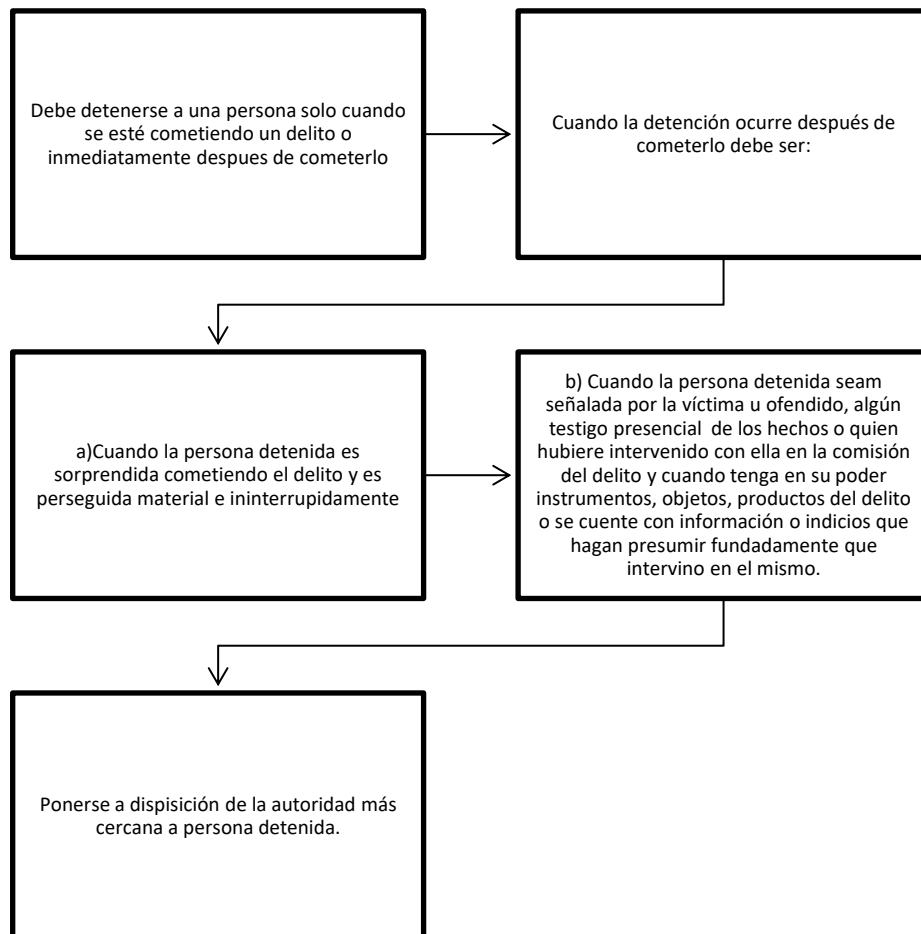 Debe detenerse a una persona solo cuando
se esté cometiendo un delito o
inmediatamente despues de cometerlo
Cuando la detención ocurre después de
cometerlo debe ser:
a)Cuando la persona detenida es
sorprendida cometiendo el delito y es
perseguida material e ininterrupidamente
b) Cuando la persona detenida seam
señalada por la víctima u ofendido, algún
testigo presencial de los hechos o quien
hubiere intervenido con ella en la comisión
del delito y cuando tenga en su poder
instrumentos, objetos, productos del delito
o se cuente con información o indicios que
hagan presumir fundadamente que
intervino en el mismo.
Ponerse a dispisición de la autoridad más
cercana a persona detenida.